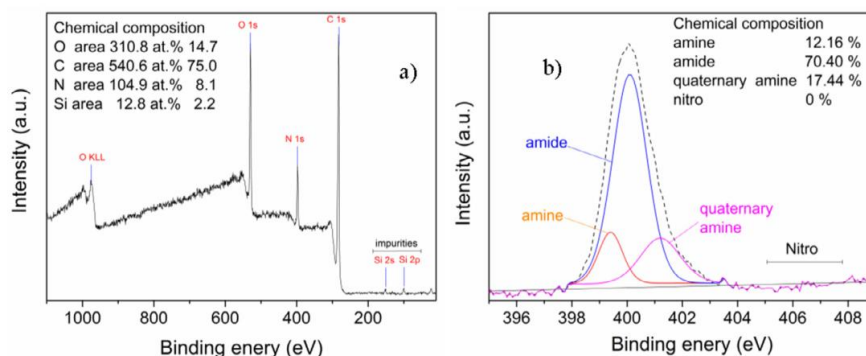 Chemical composition
O area 310.8 at.% 14.7
C area 540.6 at.% 75.0
N area 104.9 at.% 8.1
Si area 12.8 at.% 2.2
O 1s
C 1s
a)
N 1s
O KLL
impurities
Si 2s
Si 2p
Intensity (a.u.)
1000
800
600
400
200
Binding enery (eV)
Chemical composition
amine 12.16 %
amide 70.40 %
quaternary amine 17.44 %
nitro 0 %
b)
amide
amine
quaternary
amine
Nitro
Intensity (a.u.)
396
398
400
402
404
406
408
Binding enery (eV)